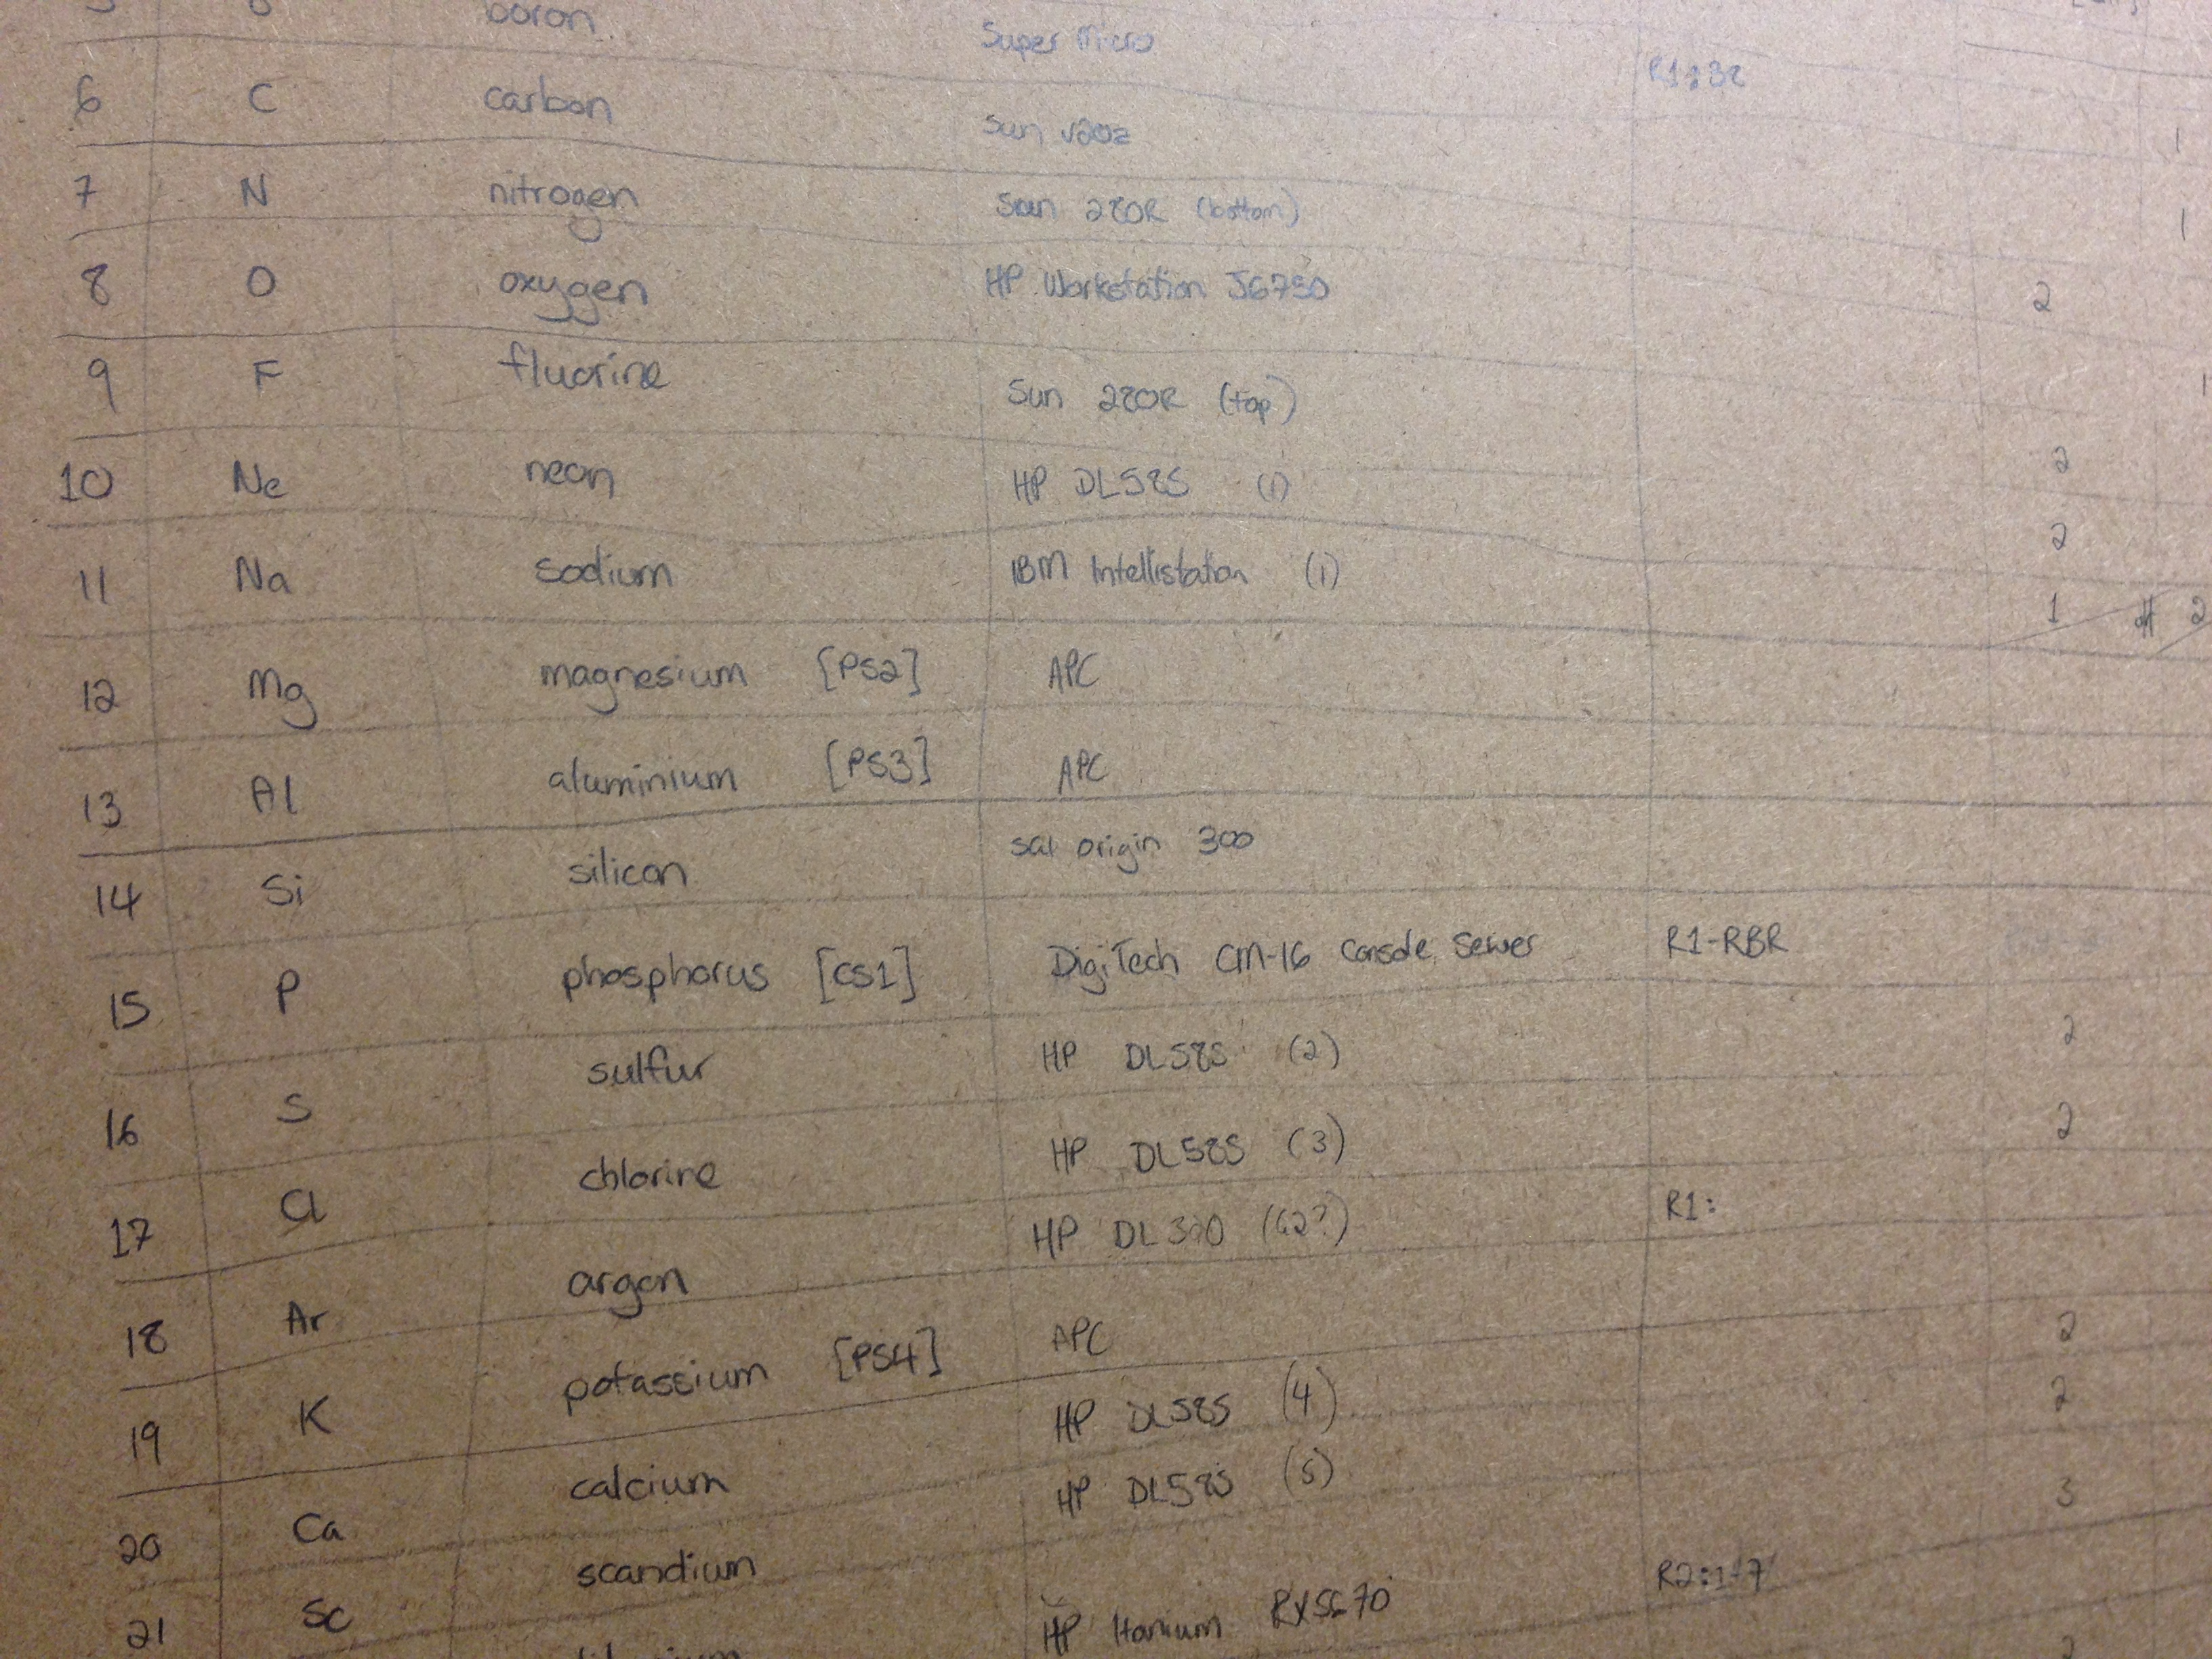 boron Super Micro R1:32
6 C carbon Sun v20z 1
7 N nitrogen Sun 280R (bottom) 1
8 O oxygen HP Workstation J6750 2
9 F fluorine Sun 280R (top) 1
10 Ne neon HP DL585 (1) 2
11 Na sodium IBM Intellistation (1) 2
12 Mg magnesium [PS2] APC 1 2
13 Al aluminium [PS3] APC
14 Si silicon SGI origin 300
15 P phosphorus [CS1] DigiTech CM-16 Console Server R1-RBR
16 S sulfur HP DL585 (2) 2
17 Cl chlorine HP DL585 (3) 2
18 Ar argon HP DL320 (G2?) R1:
19 K potassium [PS4] APC
20 Ca calcium HP DL585 (4) 2
21 Sc scandium HP DL585 (5) 2
HP Itanium RX5670 R2:1-7 3
2